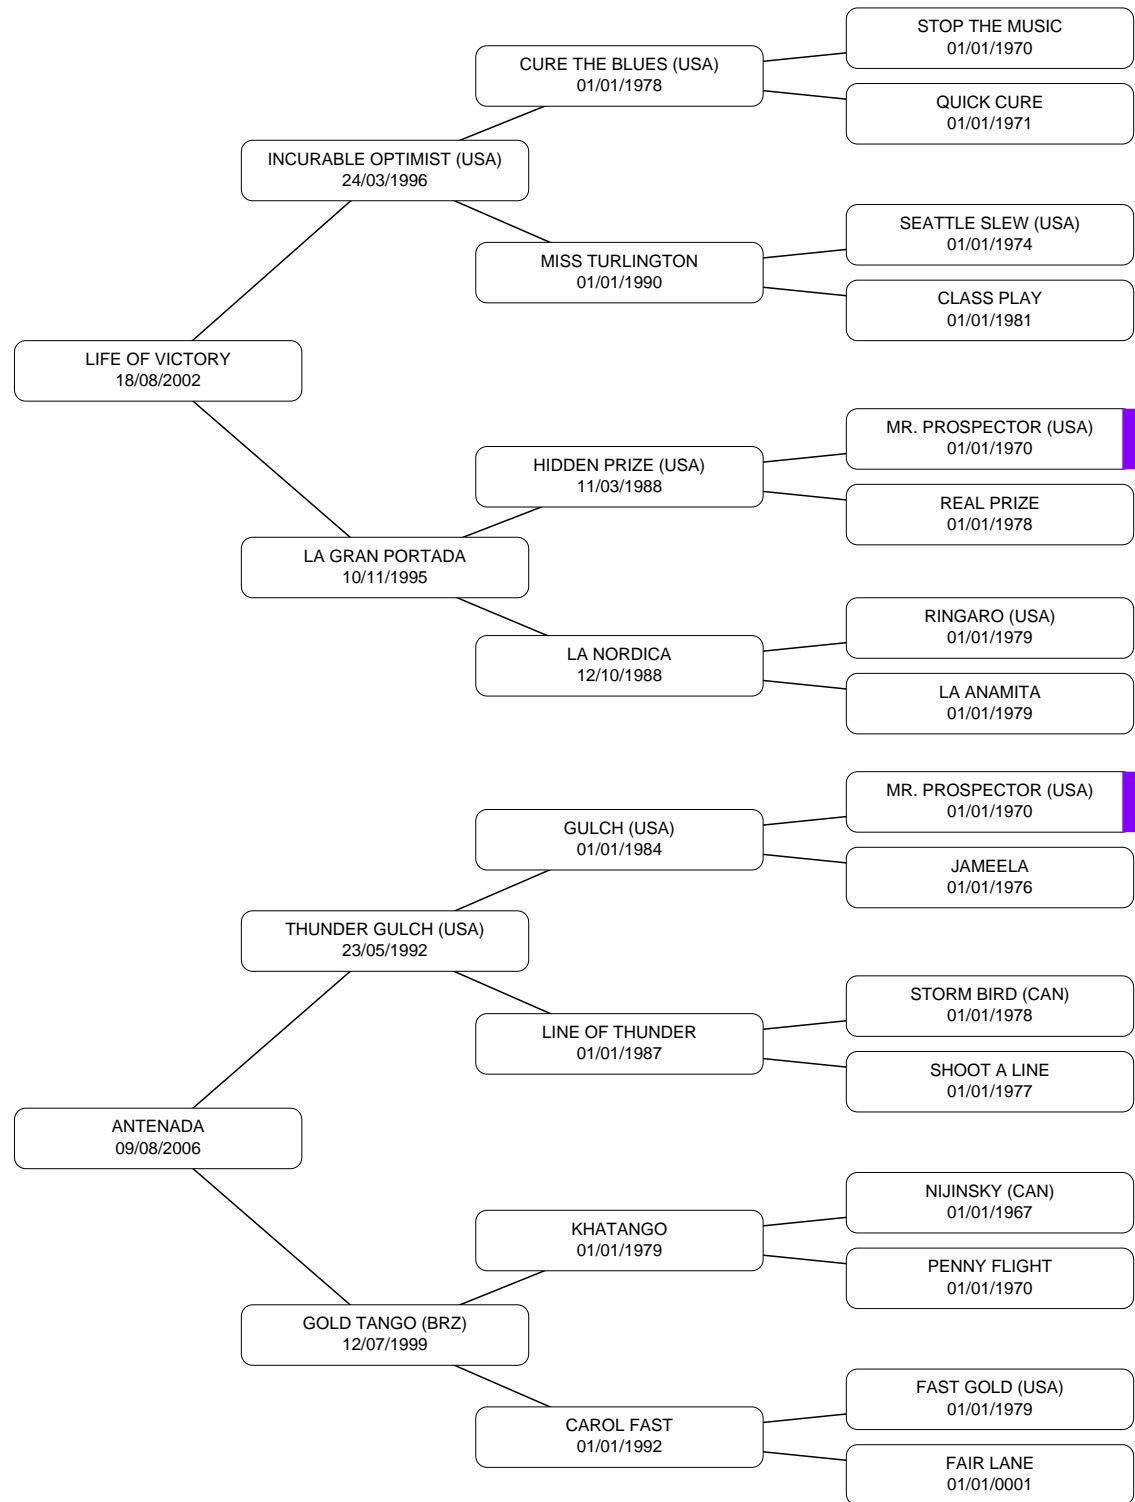 STOP THE MUSIC
01/01/1970
CURE THE BLUES (USA)
01/01/1978
QUICK CURE
01/01/1971
INCURABLE OPTIMIST (USA)
24/03/1996
SEATTLE SLEW (USA)
01/01/1974
MISS TURLINGTON
01/01/1990
CLASS PLAY
01/01/1981
LIFE OF VICTORY
18/08/2002
MR. PROSPECTOR (USA)
01/01/1970
HIDDEN PRIZE (USA)
11/03/1988
REAL PRIZE
01/01/1978
LA GRAN PORTADA
10/11/1995
RINGARO (USA)
01/01/1979
LA NORDICA
12/10/1988
LA ANAMITA
01/01/1979
MR. PROSPECTOR (USA)
01/01/1970
GULCH (USA)
01/01/1984
JAMEELA
01/01/1976
THUNDER GULCH (USA)
23/05/1992
STORM BIRD (CAN)
01/01/1978
LINE OF THUNDER
01/01/1987
SHOOT A LINE
01/01/1977
ANTENADA
09/08/2006
NIJINSKY (CAN)
01/01/1967
KHATANGO
01/01/1979
PENNY FLIGHT
01/01/1970
GOLD TANGO (BRZ)
12/07/1999
FAST GOLD (USA)
01/01/1979
CAROL FAST
01/01/1992
FAIR LANE
01/01/0001